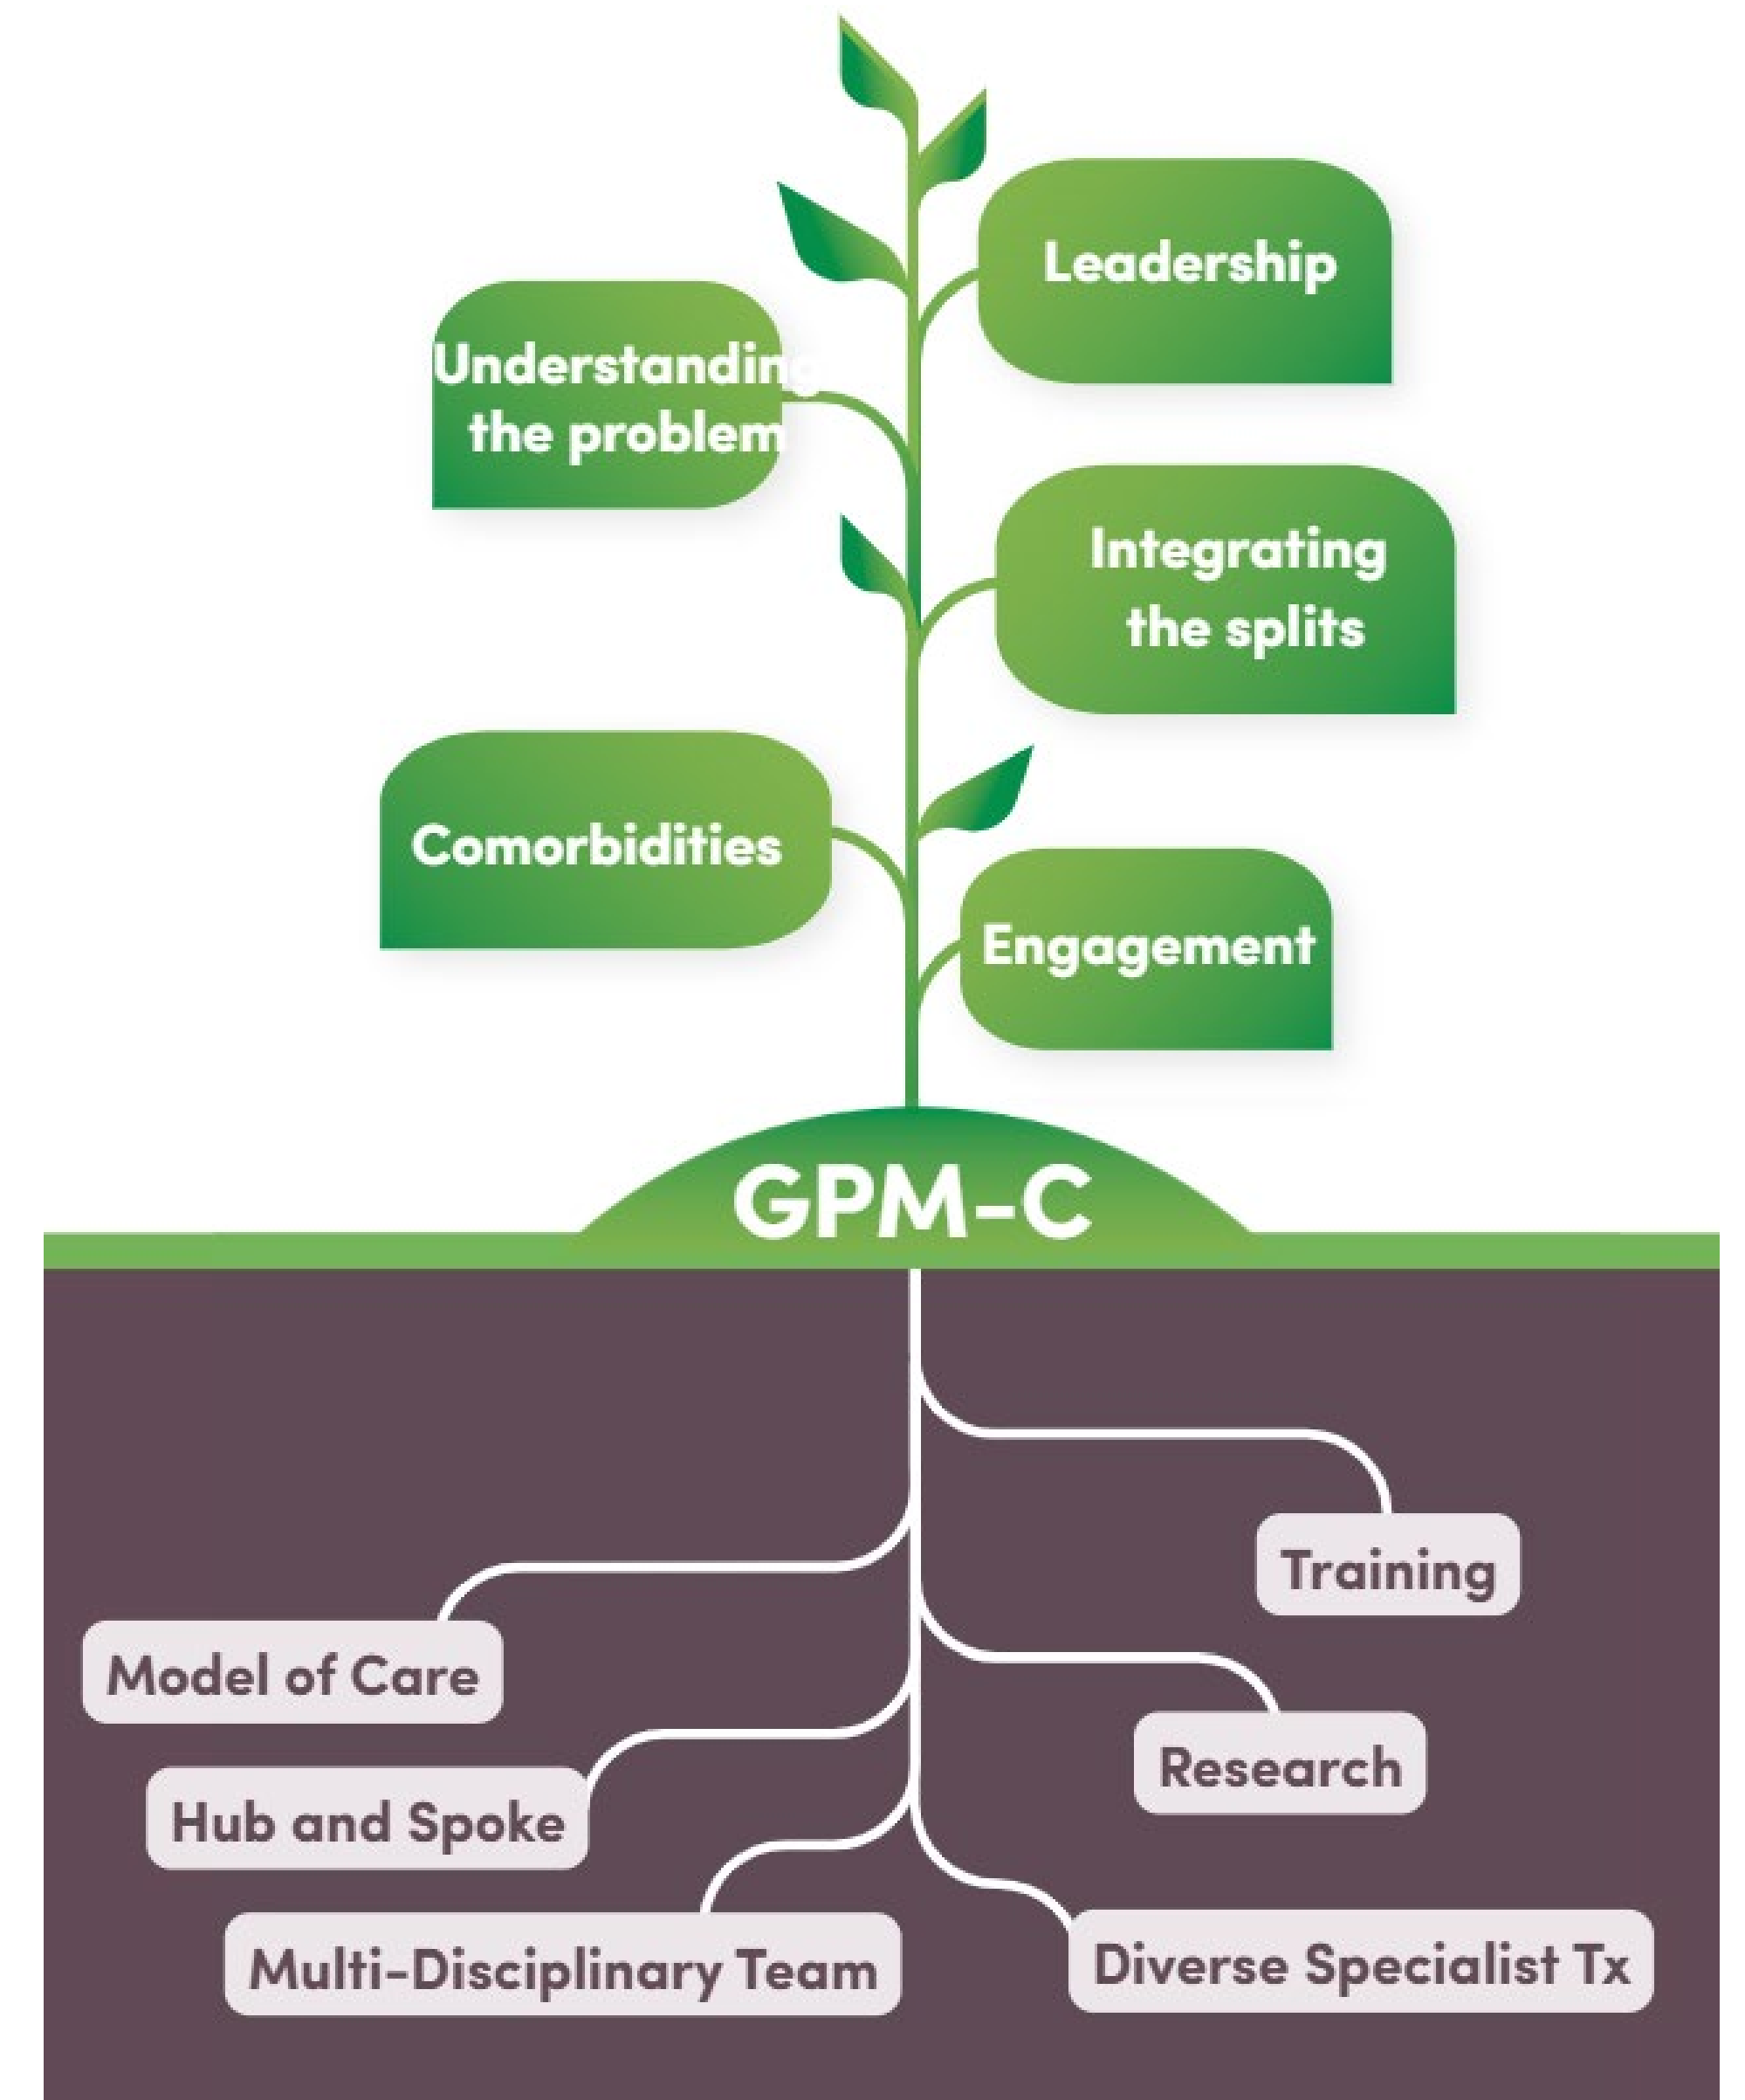 Leadership
Understanding
the problem
Integrating
the splits
Comorbidities
Engagement
GPM-C
Training
Model of Care
Research
Hub and Spoke
Multi-Disciplinary Team
Diverse Specialist Tx